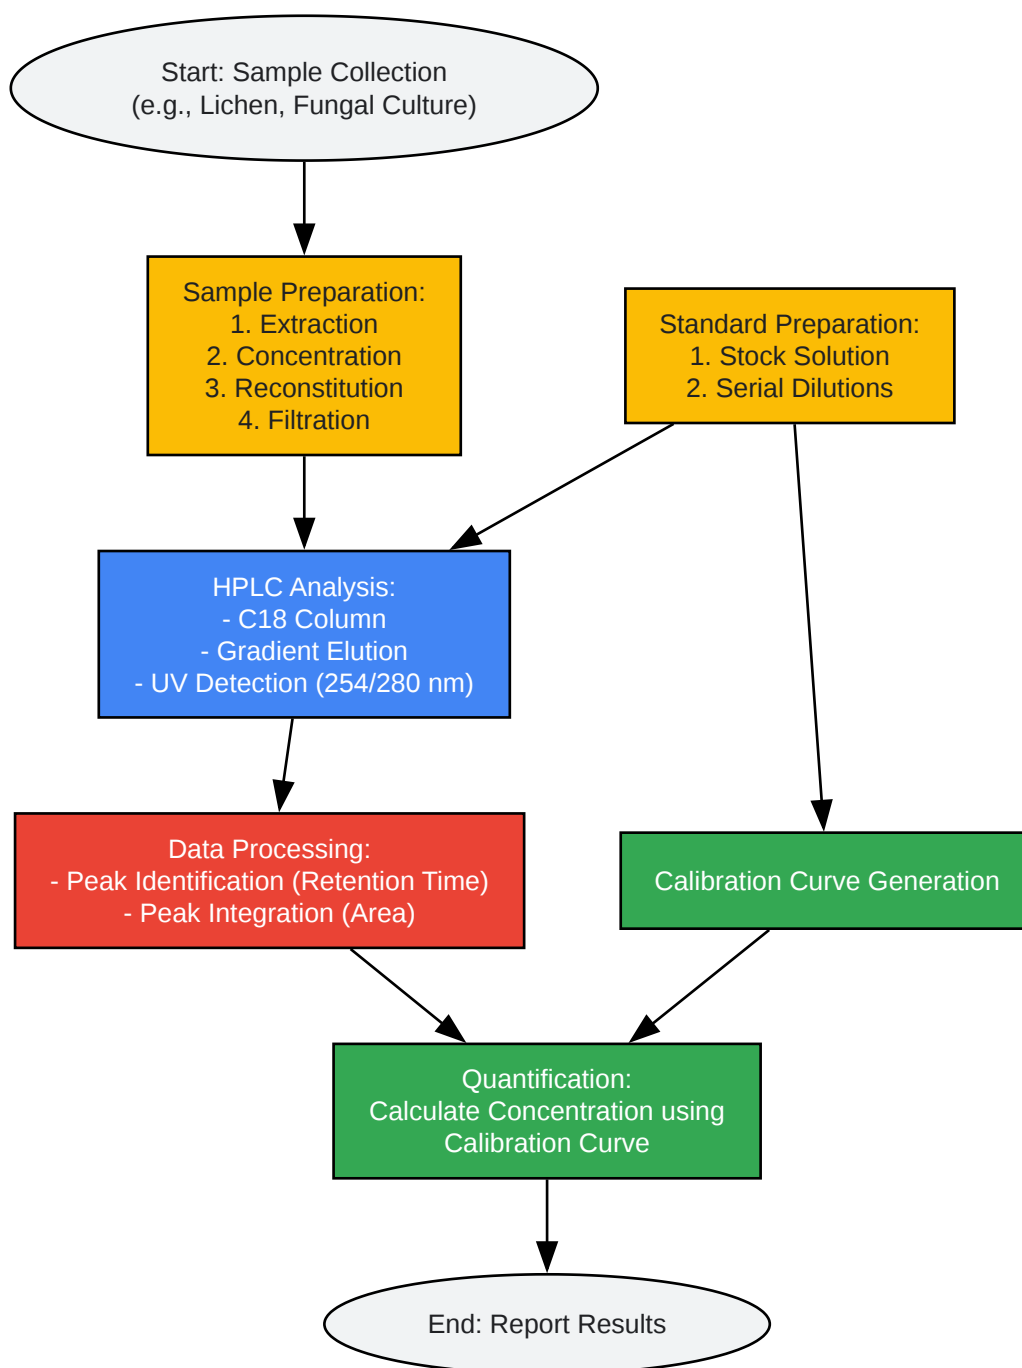 Start: Sample Collection
(e.g., Lichen, Fungal Culture)
Sample Preparation:
1. Extraction
2. Concentration
3. Reconstitution
4. Filtration
Standard Preparation:
1. Stock Solution
2. Serial Dilutions
HPLC Analysis:
- C18 Column
- Gradient Elution
- UV Detection (254/280 nm)
Data Processing:
- Peak Identification (Retention Time)
- Peak Integration (Area)
Calibration Curve Generation
Quantification:
Calculate Concentration using
Calibration Curve
End: Report Results